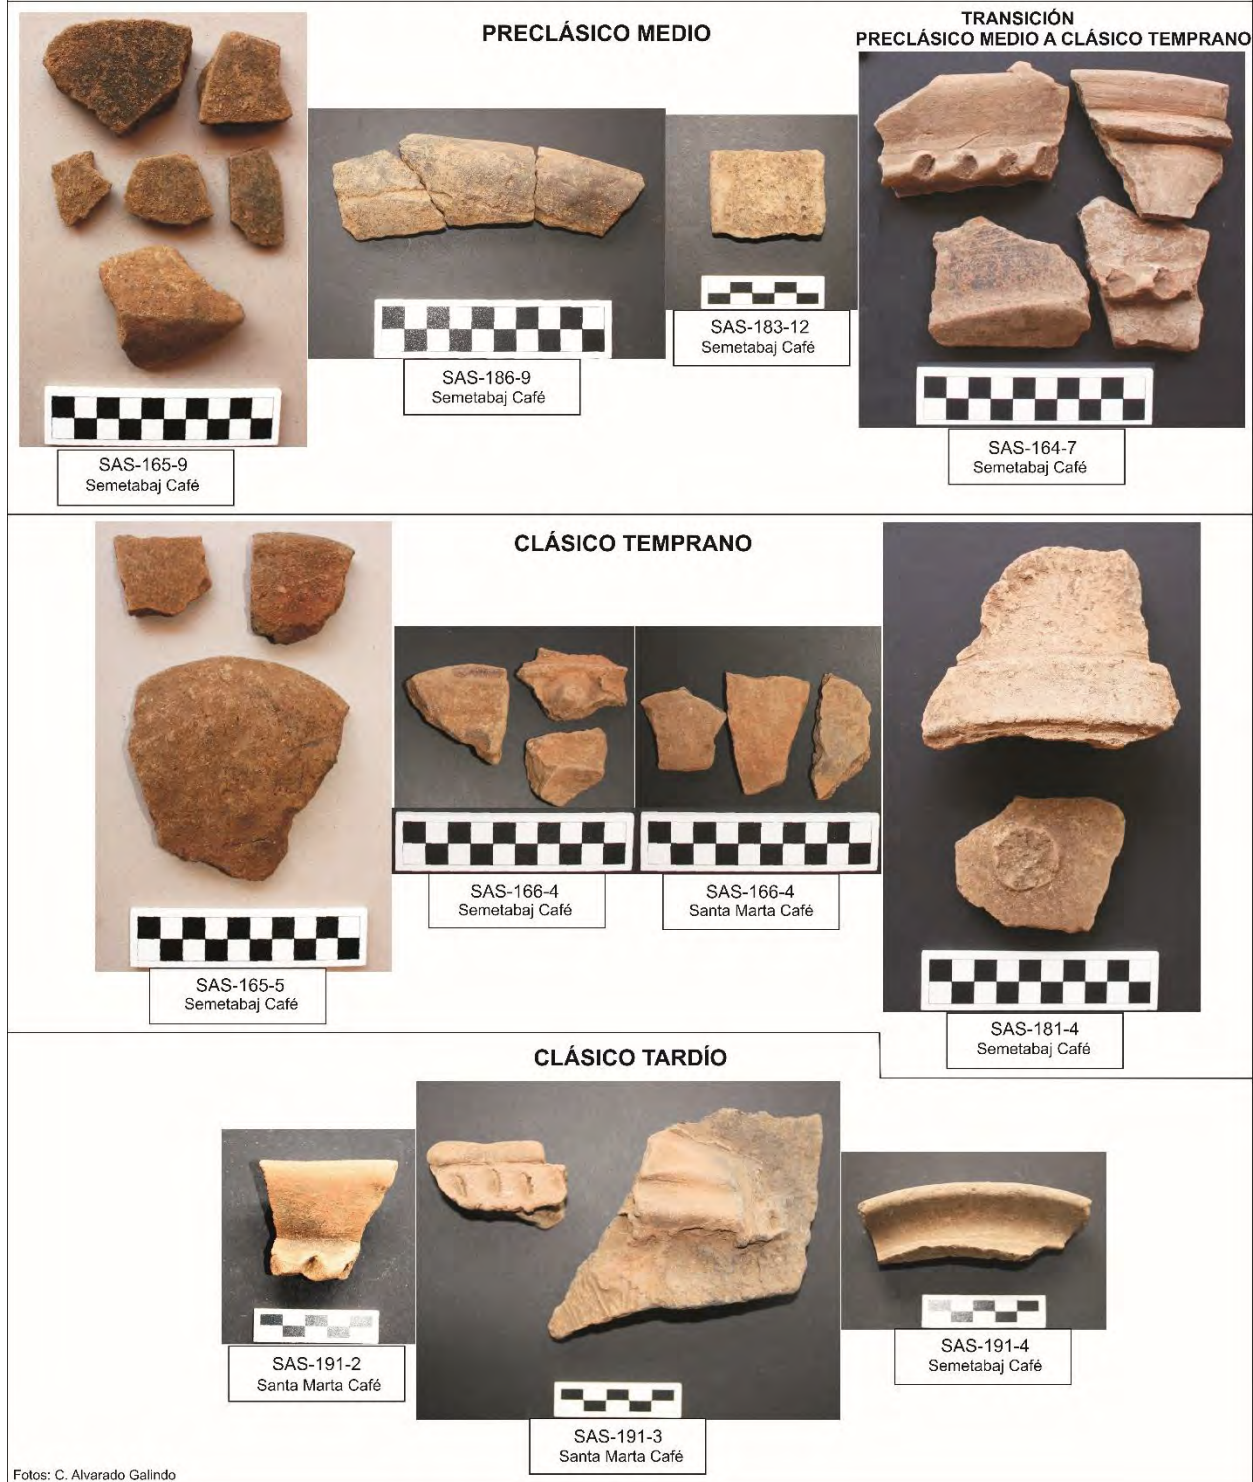 PRECLÁSICO MEDIO
TRANSICIÓN
PRECLÁSICO MEDIO A CLÁSICO TEMPRANO
SAS-165-9
Semetabaj Café
SAS-186-9
Semetabaj Café
SAS-183-12
Semetabaj Café
SAS-164-7
Semetabaj Café
CLÁSICO TEMPRANO
SAS-165-5
Semetabaj Café
SAS-166-4
Semetabaj Café
SAS-166-4
Santa Marta Café
SAS-181-4
Semetabaj Café
CLÁSICO TARDÍO
SAS-191-2
Santa Marta Café
SAS-191-3
Santa Marta Café
SAS-191-4
Semetabaj Café
Fotos: C. Alvarado Galindo